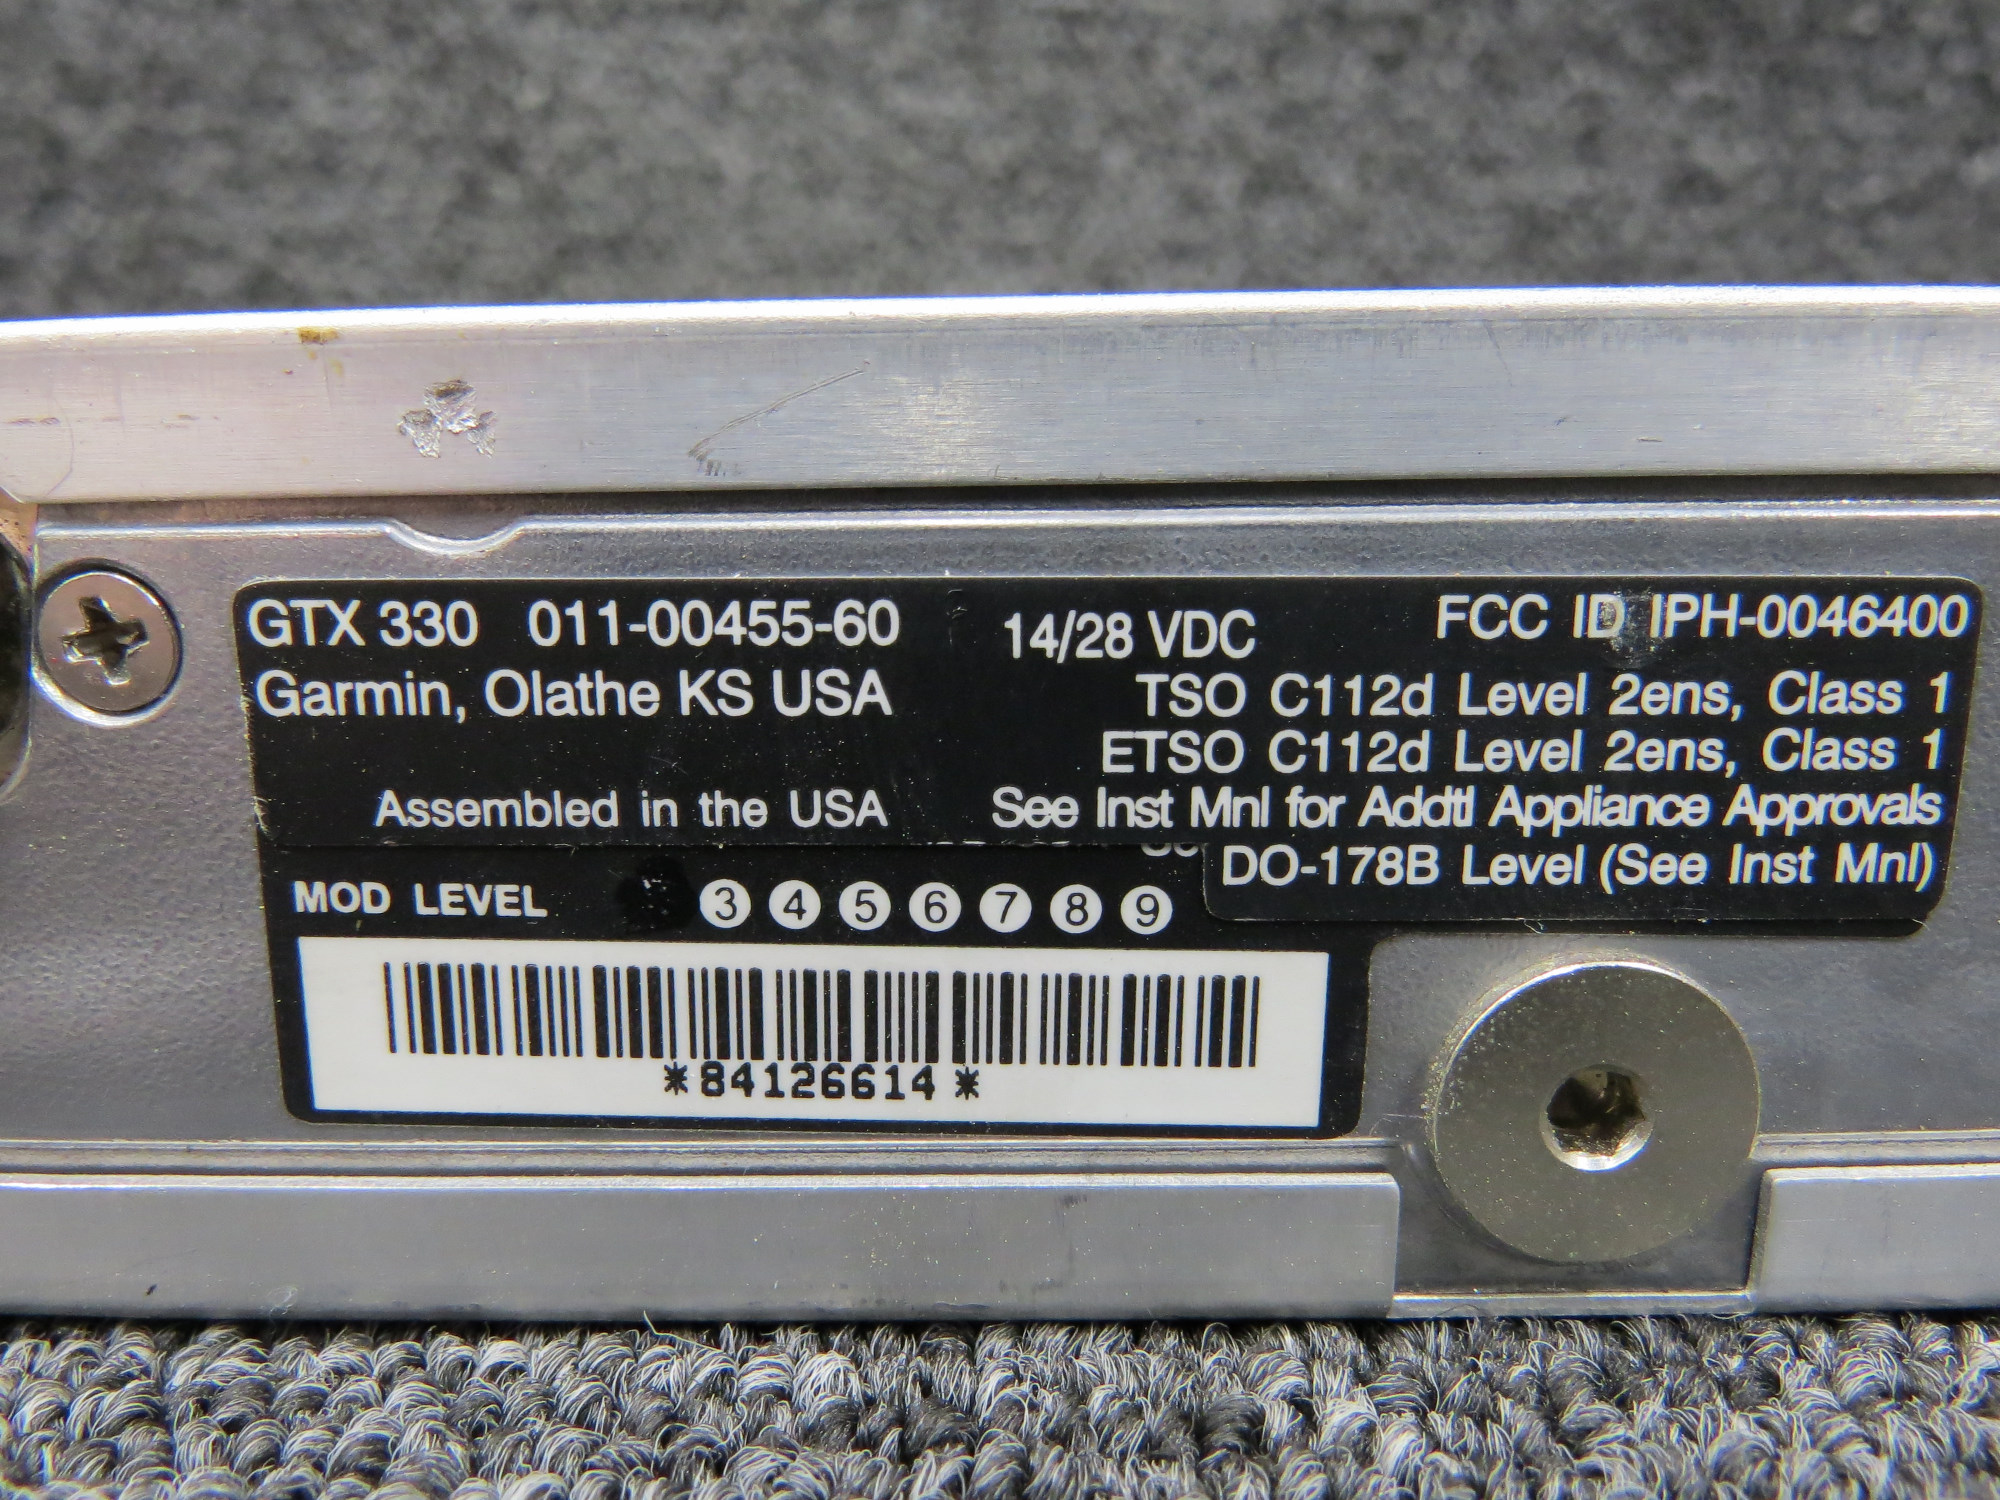 GTX 330 011-00455-60 14/28 VDC FCC ID IPH-0046400
Garmin, Olathe KS USA TSO C112d Level 2ens, Class 1
ETSO C112d Level 2ens, Class 1
Assembled in the USA See Inst Mnl for Addtl Appliance Approvals
DO-178B Level (See Inst Mnl)
MOD LEVEL 3 4 5 6 7 8 9
*84126614*